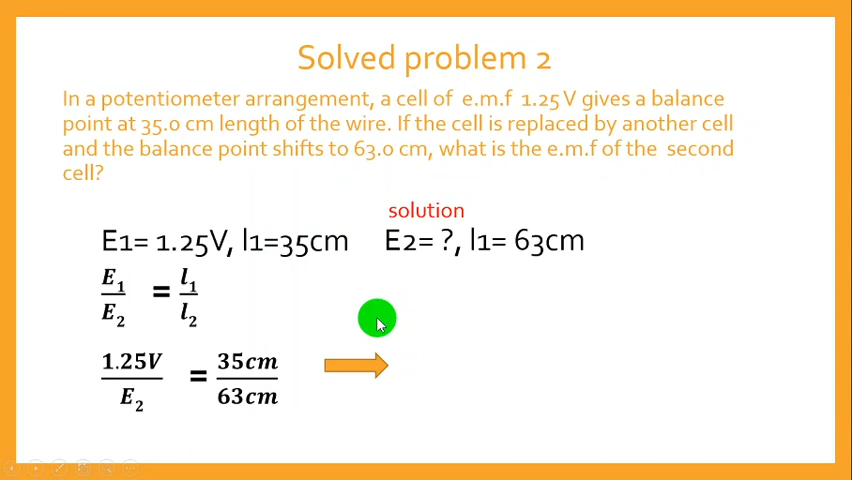 Solved problem 2
In a potentiometer arrangement, a cell of e.m.f 1.25 V gives a balance
point at 35.0 cm length of the wire. If the cell is replaced by another cell
and the balance point shifts to 63.0 cm, what is the e.m.f of the second
cell?
solution
E1= 1.25V, l1=35cm E2= ?, l1= 63cm
E₁/E₂ = l₁/l₂
1.25V/E₂ = 35cm/63cm